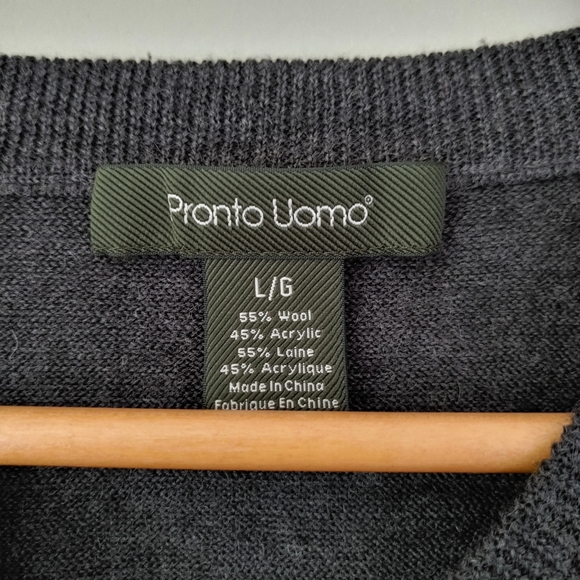 Pronto Uomo®
L/G
55% Wool
45% Acrylic
55% Laine
45% Acrylique
Made In China
Fabrique En Chine